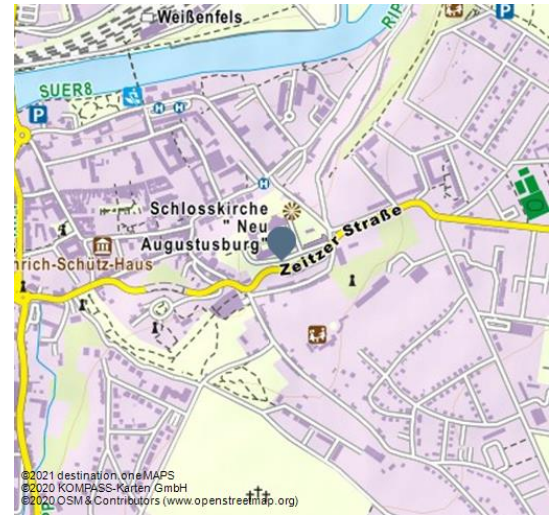 Weißenfels
RIP
P
SUER8
P
H
H
H
Schlosskirche
" Neu
Augustusburg"
nrich-Schütz-Haus
Zeitzer Straße
©2021 destination.one MAPS
©2020 KOMPASS-Karten GmbH
©2020 OSM & Contributors (www.openstreetmap.org)